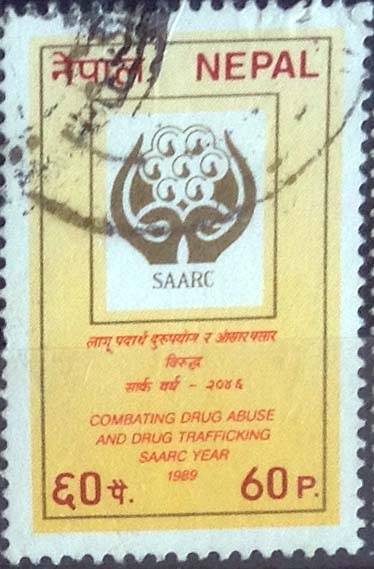 नेपाल NEPAL
SAARC
लागू पदार्थ दुरुपयोग र ओसारपसार
विरुद्ध
सार्क वर्ष - २०४६
COMBATING DRUG ABUSE
AND DRUG TRAFFICKING
SAARC YEAR
1989
६० पै. 60 P.